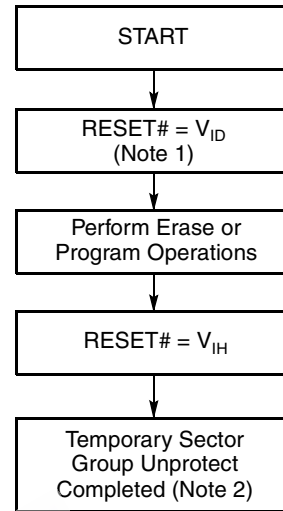 START
RESET# = VID
(Note 1)
Perform Erase or
Program Operations
RESET# = VIH
Temporary Sector
Group Unprotect
Completed (Note 2)